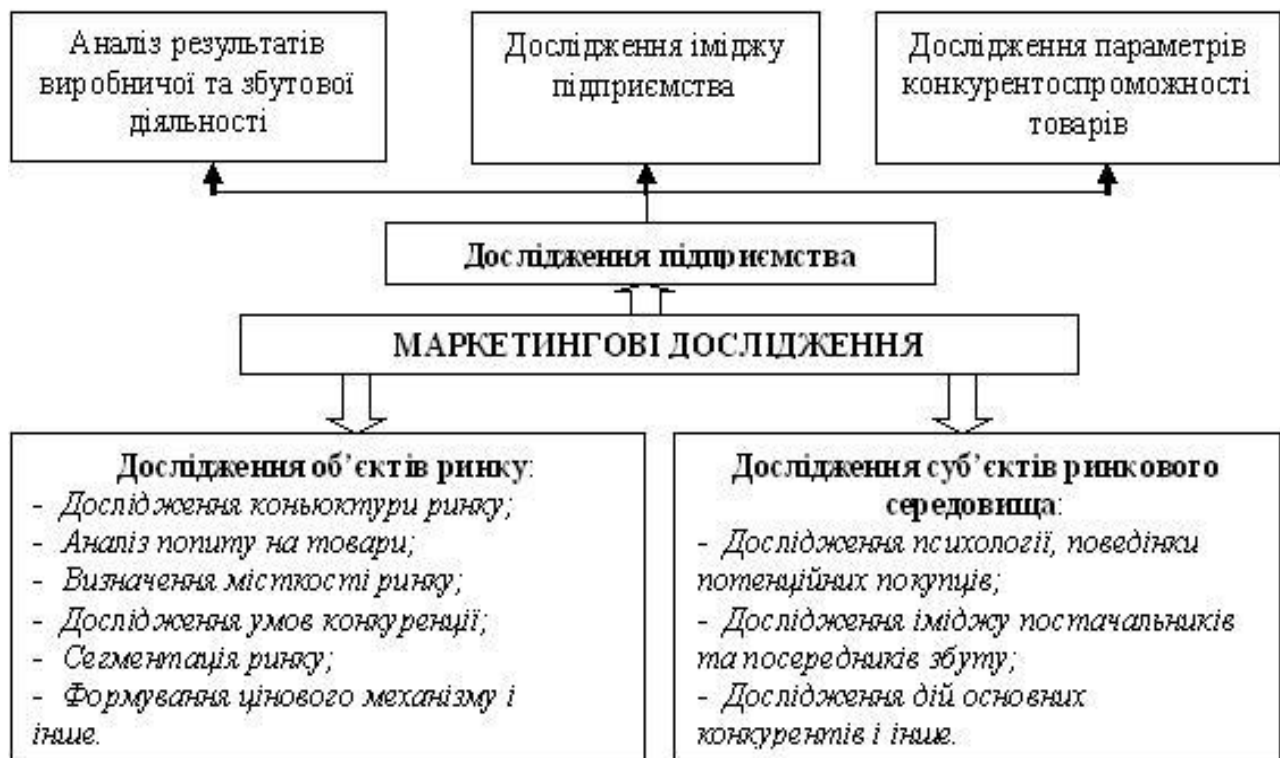 Аналіз результатів
виробничої та збутової
діяльності
Дослідження іміджу
підприємства
Дослідження параметрів
конкурентоспроможності
товарів
Дослідження підприємства
МАРКЕТИНГОВІ ДОСЛІДЖЕННЯ
Дослідження об’єктів ринку:
- Дослідження коньюктури ринку;
- Аналіз попиту на товари;
- Визначення місткості ринку;
- Дослідження умов конкуренції;
- Сегментація ринку;
- Формування цінового механізму і
інше.
Дослідження суб’єктів ринкового
середовища:
- Дослідження психології, поведінки
потенційних покупців;
- Дослідження іміджу постачальників
та посередників збуту;
- Дослідження дій основних
конкурентів і інше.